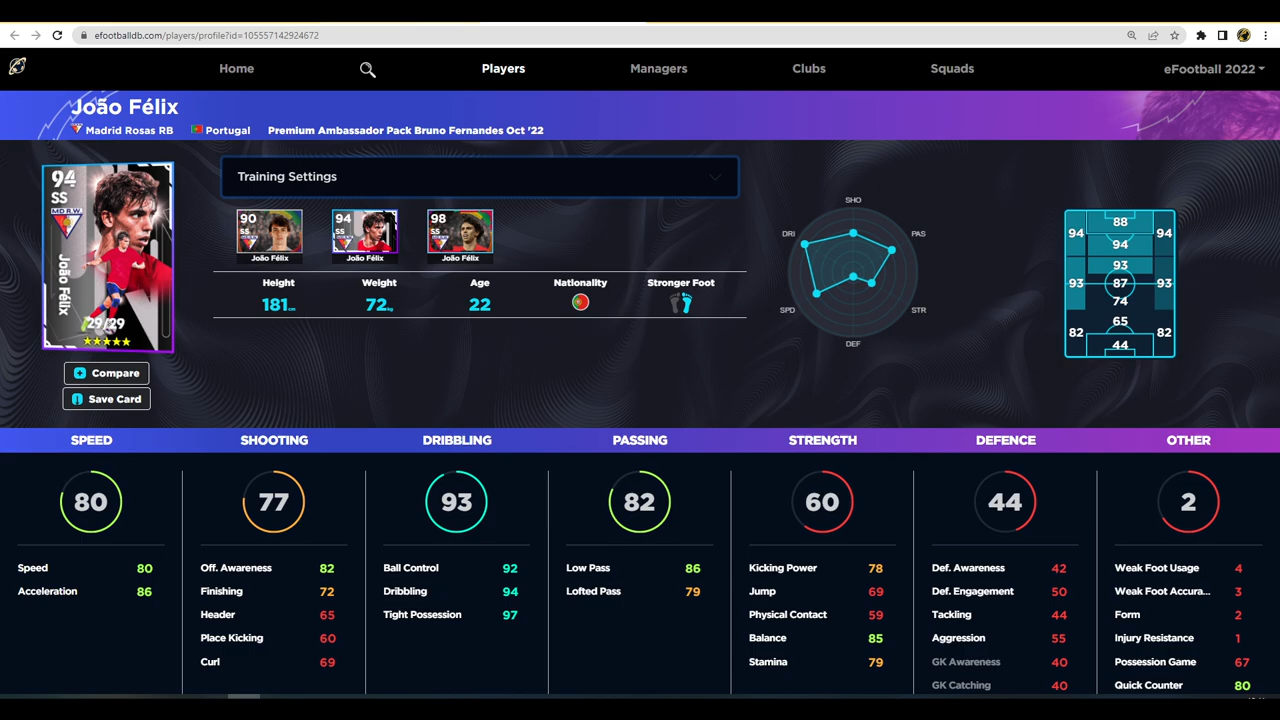 efootballdb.com/players/profile?id=105557142924672
Home Players Managers Clubs Squads eFootball 2022
João Félix
Madrid Rosas RB Portugal Premium Ambassador Pack Bruno Fernandes Oct '22
94
SS
MD R.W
João Félix
29/29
Compare
Save Card
Training Settings
90 SS João Félix
94 SS João Félix
98 SS João Félix
Height Weight Age Nationality Stronger Foot
181cm 72kg 22
SHO
DRI PAS
SPD STR
DEF
88
94 94 94
93
93 87 93
74
65
82 82
44
SPEED SHOOTING DRIBBLING PASSING STRENGTH DEFENCE OTHER
80 77 93 82 60 44 2
Speed 80
Acceleration 86
Off. Awareness 82
Finishing 72
Header 65
Place Kicking 60
Curl 69
Ball Control 92
Dribbling 94
Tight Possession 97
Low Pass 86
Lofted Pass 79
Kicking Power 78
Jump 69
Physical Contact 59
Balance 85
Stamina 79
Def. Awareness 42
Def. Engagement 50
Tackling 44
Aggression 55
GK Awareness 40
GK Catching 40
Weak Foot Usage 4
Weak Foot Accura... 3
Form 2
Injury Resistance 1
Possession Game 67
Quick Counter 80